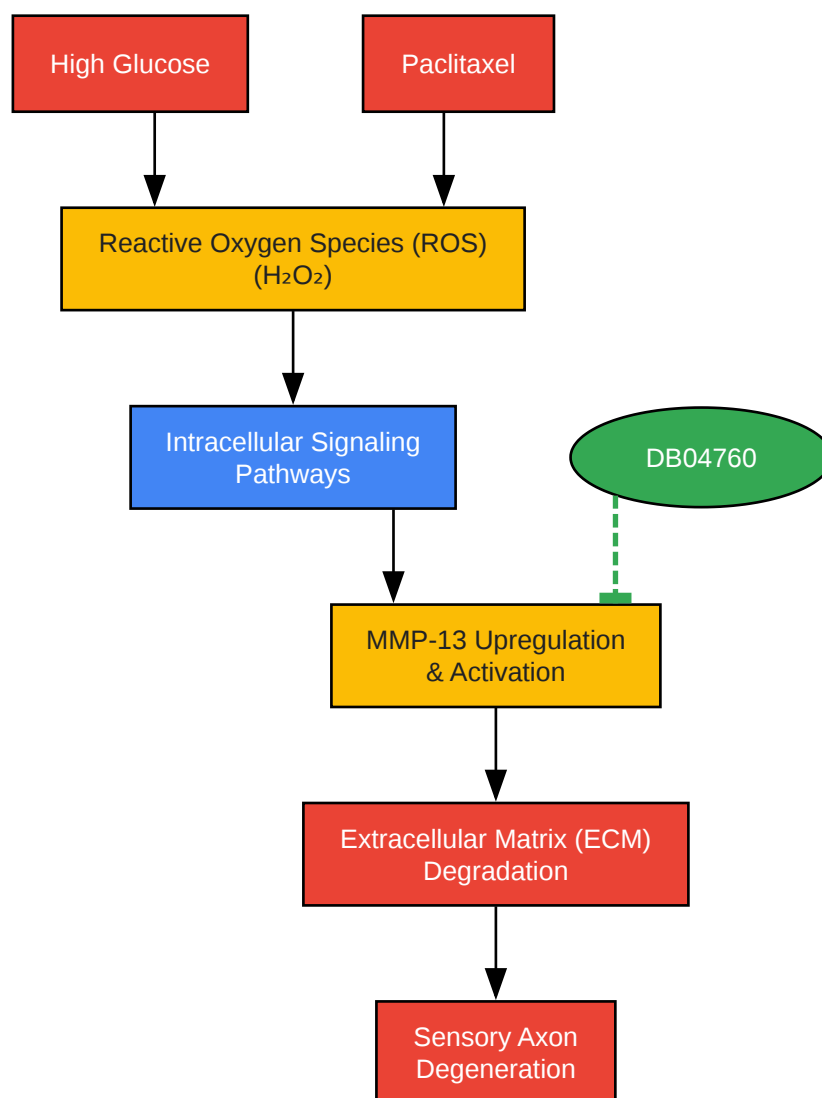 High Glucose
Paclitaxel
Reactive Oxygen Species (ROS)
(H₂O₂)
Intracellular Signaling
Pathways
DB04760
MMP-13 Upregulation
& Activation
Extracellular Matrix (ECM)
Degradation
Sensory Axon
Degeneration